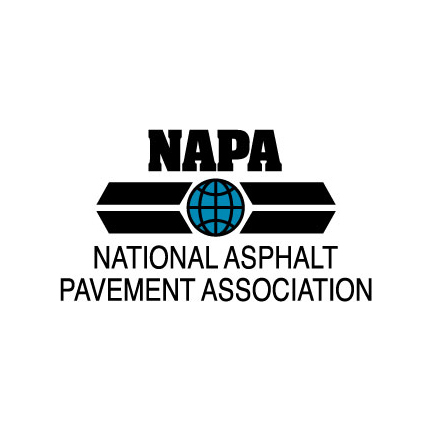 NAPA
NATIONAL ASPHALT
PAVEMENT ASSOCIATION